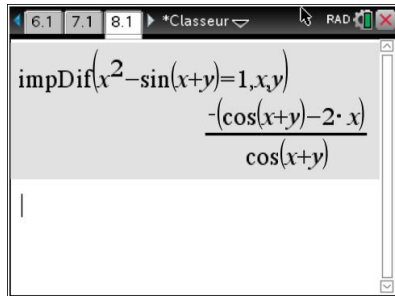 6.1 7.1 8.1 *Classeur RAD
impDif(x²−sin(x+y)=1,x,y)
-(cos(x+y)−2·x)
cos(x+y)